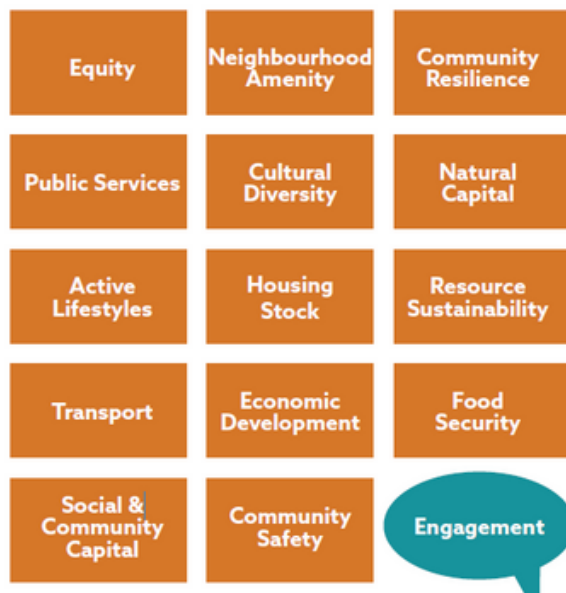 Equity
Neighbourhood
Amenity
Community
Resilience
Public Services
Cultural
Diversity
Natural
Capital
Active
Lifestyles
Housing
Stock
Resource
Sustainability
Transport
Economic
Development
Food
Security
Social &
Community
Capital
Community
Safety
Engagement